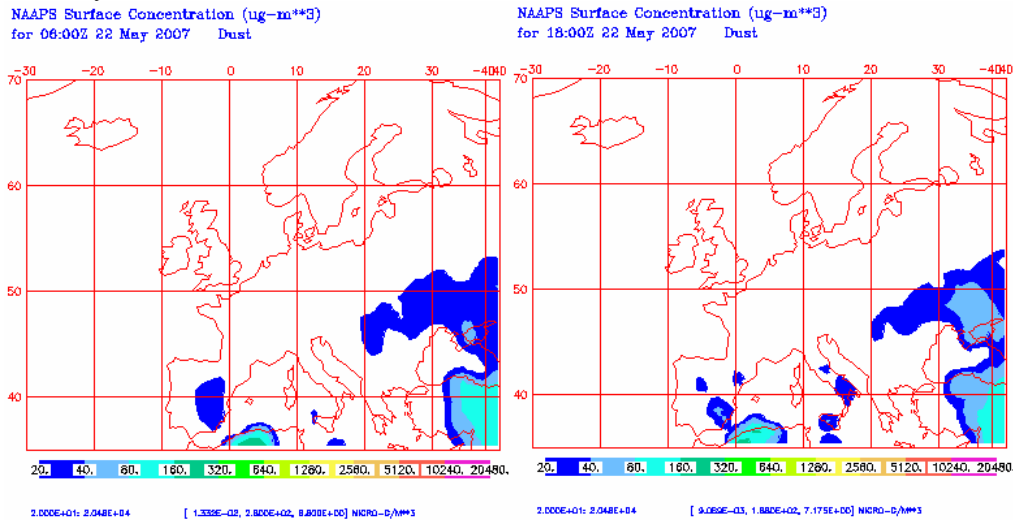 NAAPS Surface Concentration (ug-m**3)
for 06:00Z 22 May 2007 Dust
-30 -20 -10 0 10 20 30 -40
70
60
50
40
20. 40. 80. 160. 320. 640. 1280. 2560. 5120. 10240. 20480.
2.000E+01: 2.048E+04
NAAPS Surface Concentration (ug-m**3)
for 18:00Z 22 May 2007 Dust
-30 -20 -10 0 10 20 30 -40
70
60
50
40
20. 40. 80. 160. 320. 640. 1280. 2560. 5120. 10240. 20480.
2.000E+01: 2.048E+04